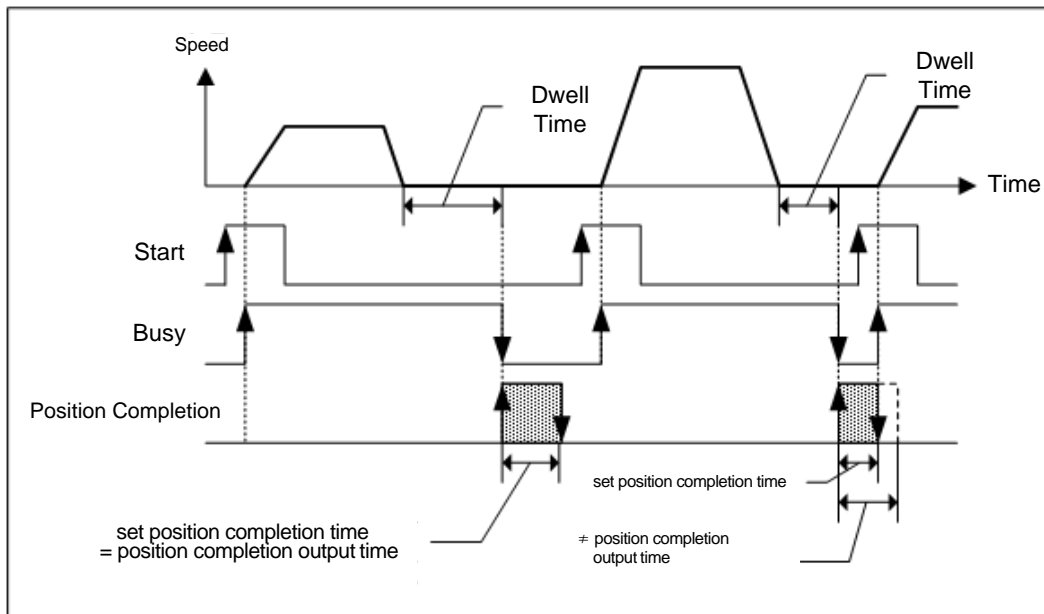 Speed
Dwell
Time
Dwell
Time
Time
Start
Busy
Position Completion
set position completion time
= position completion output time
set position completion time
≠ position completion
output time